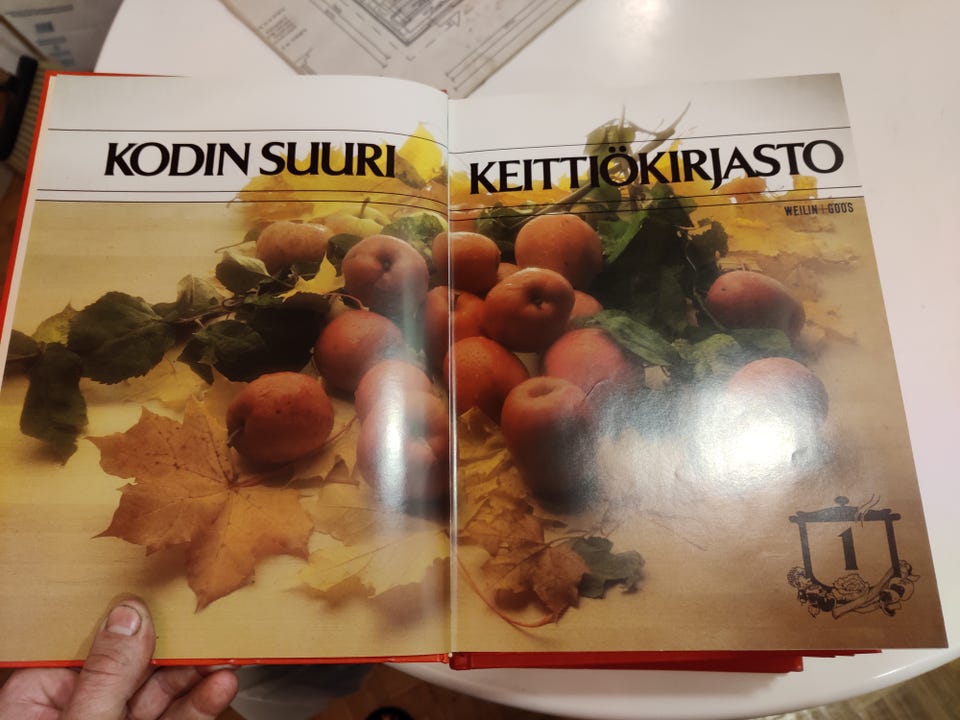 KODIN SUURI KEITTIÖKIRJASTO
WEILIN+GÖÖS
1